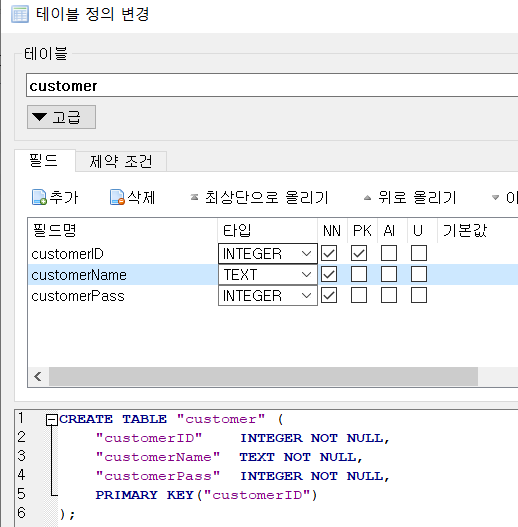 테이블 정의 변경
테이블
customer
고급
필드 제약 조건
추가 삭제 최상단으로 올리기 위로 올리기
필드명 타입 NN PK AI U 기본값
customerID INTEGER
customerName TEXT
customerPass INTEGER
1 CREATE TABLE "customer" (
2 "customerID" INTEGER NOT NULL,
3 "customerName" TEXT NOT NULL,
4 "customerPass" INTEGER NOT NULL,
5 PRIMARY KEY("customerID")
6 );